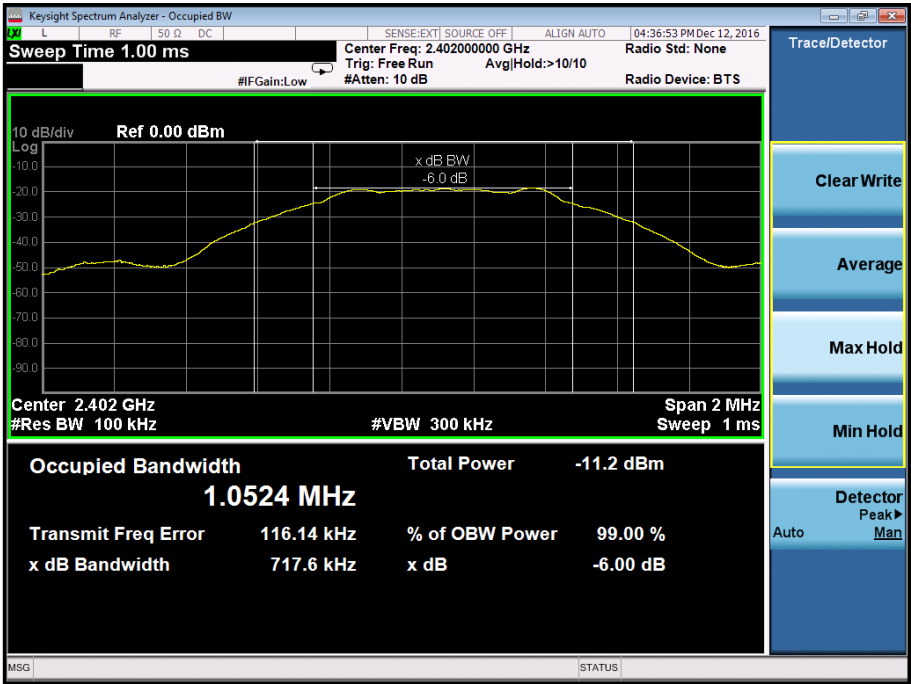 Keysight Spectrum Analyzer - Occupied BW
LXI L RF 50 Ω DC SENSE:EXT SOURCE OFF ALIGN AUTO 04:36:53 PM Dec 12, 2016
Sweep Time 1.00 ms
Center Freq: 2.402000000 GHz
Radio Std: None
Trig: Free Run Avg|Hold:>10/10
#IFGain:Low
#Atten: 10 dB
Radio Device: BTS
10 dB/div Ref 0.00 dBm
Log
-10.0
-20.0
-30.0
-40.0
-50.0
-60.0
-70.0
-80.0
-90.0
x dB BW
-6.0 dB
Center 2.402 GHz
Span 2 MHz
#Res BW 100 kHz
#VBW 300 kHz
Sweep 1 ms
Occupied Bandwidth
Total Power -11.2 dBm
1.0524 MHz
Transmit Freq Error 116.14 kHz
% of OBW Power 99.00 %
x dB Bandwidth 717.6 kHz
x dB -6.00 dB
MSG
STATUS
Trace/Detector
Clear Write
Average
Max Hold
Min Hold
Detector
Peak▶
Auto Man